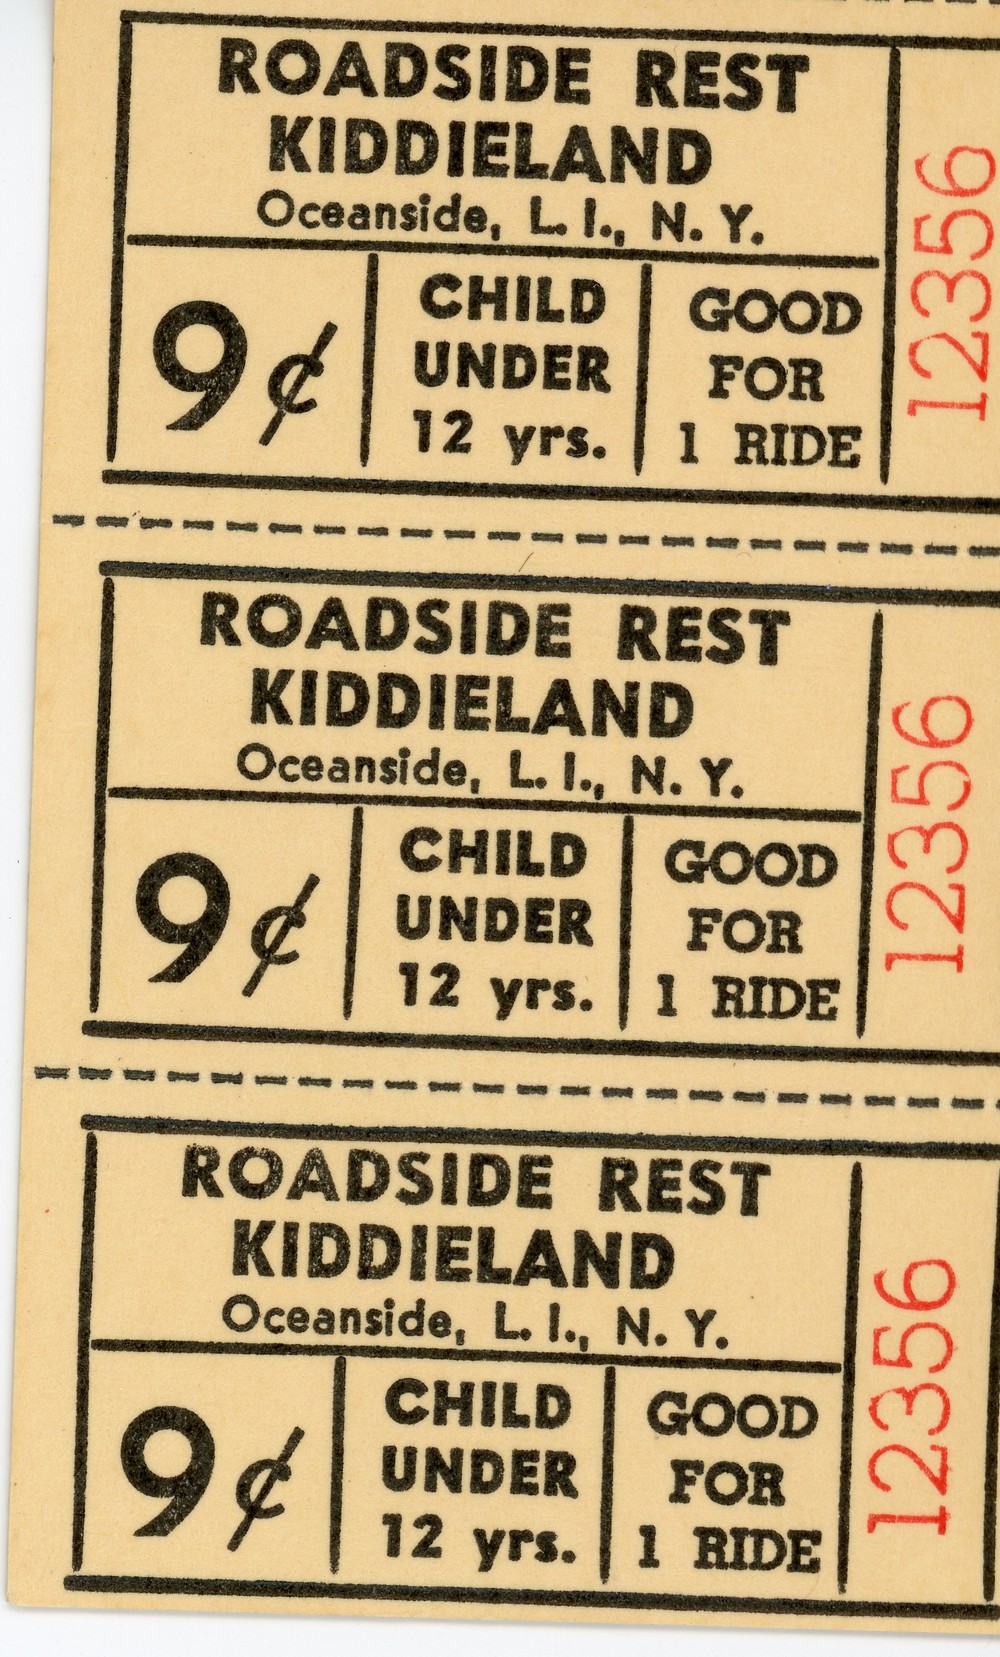 ROADSIDE REST
KIDDIELAND
Oceanside, L. I., N. Y.
9¢
CHILD
UNDER
12 yrs.
GOOD
FOR
1 RIDE
12356
ROADSIDE REST
KIDDIELAND
Oceanside, L. I., N. Y.
9¢
CHILD
UNDER
12 yrs.
GOOD
FOR
1 RIDE
12356
ROADSIDE REST
KIDDIELAND
Oceanside, L. I., N. Y.
9¢
CHILD
UNDER
12 yrs.
GOOD
FOR
1 RIDE
12356